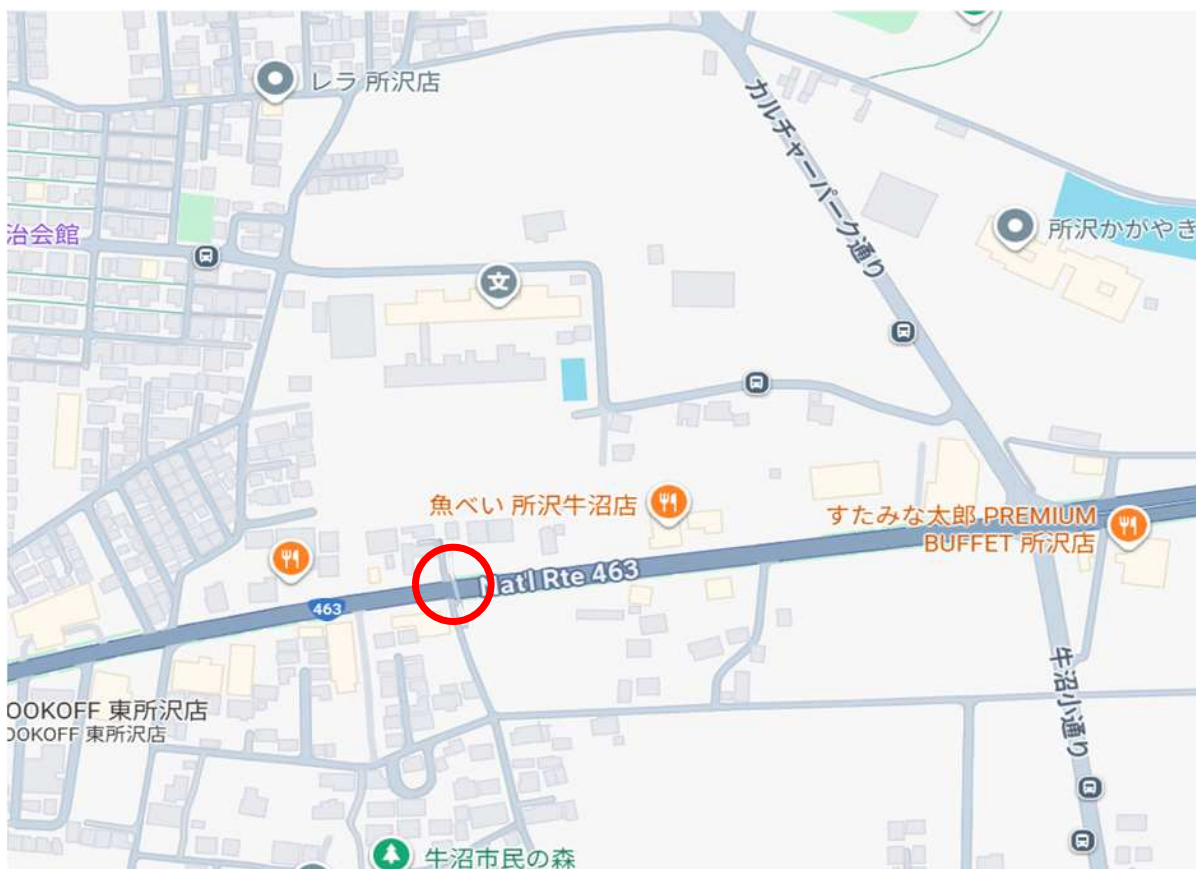 レラ 所沢店
カルチャーパーク通り
治会館
所沢かがやき
文
魚べい 所沢牛沼店
すたみな太郎 PREMIUM
BUFFET 所沢店
Nat'l Rte 463
463
OOKOFF 東所沢店
OOKOFF 東所沢店
牛沼小通り
牛沼市民の森